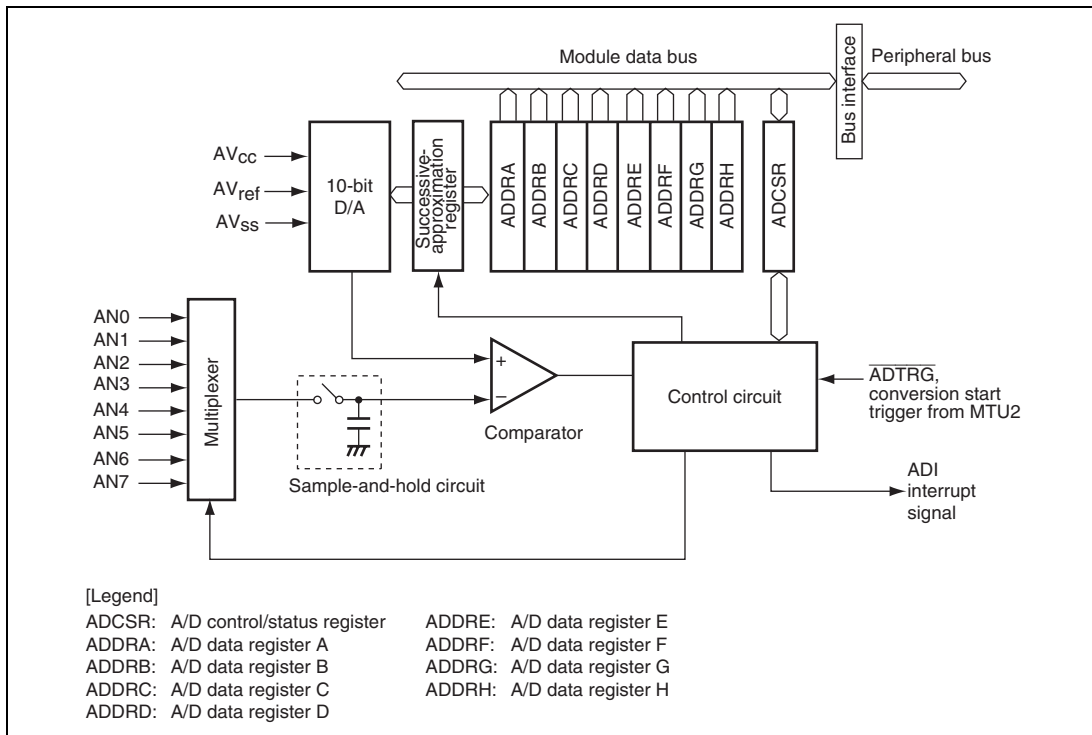 Module data bus
Bus interface
Peripheral bus
AVcc
AVref
AVss
10-bit
D/A
Successive-
approximation
register
ADDRA
ADDRB
ADDRC
ADDRD
ADDRE
ADDRF
ADDRG
ADDRH
ADCSR
AN0
AN1
AN2
AN3
AN4
AN5
AN6
AN7
Multiplexer
+
−
Comparator
Sample-and-hold circuit
Control circuit
ADTRG,
conversion start
trigger from MTU2
ADI
interrupt
signal
[Legend]
ADCSR: A/D control/status register
ADDRA: A/D data register A
ADDRB: A/D data register B
ADDRC: A/D data register C
ADDRD: A/D data register D
ADDRE: A/D data register E
ADDRF: A/D data register F
ADDRG: A/D data register G
ADDRH: A/D data register H